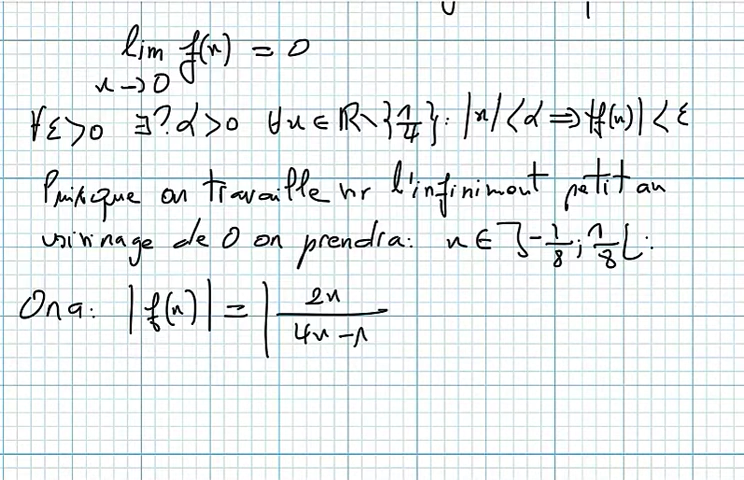 lim f(x) = 0
x→0
∀ε>0 ∃?α>0 ∀x∈ℝ∖{1/4}: |x|<α ⇒ |f(x)|<ε
Puisque on travaille sur l'infiniment petit au
voisinage de 0 on prendra: x∈]-1/8; 1/8[:
On a: |f(x)| = |2x/(4x-1)